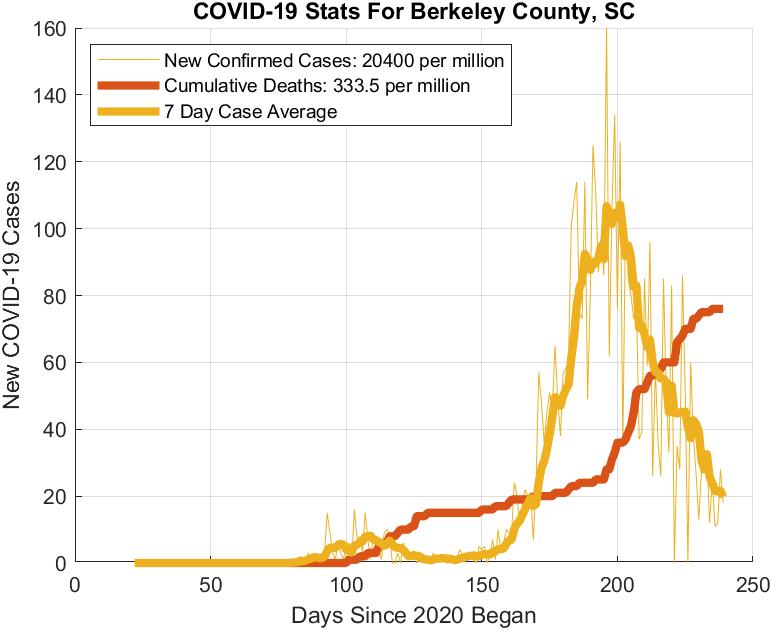 COVID-19 Stats For Berkeley County, SC
New Confirmed Cases: 20400 per million
Cumulative Deaths: 333.5 per million
7 Day Case Average
160
140
120
100
80
60
40
20
0
New COVID-19 Cases
0 50 100 150 200 250
Days Since 2020 Began